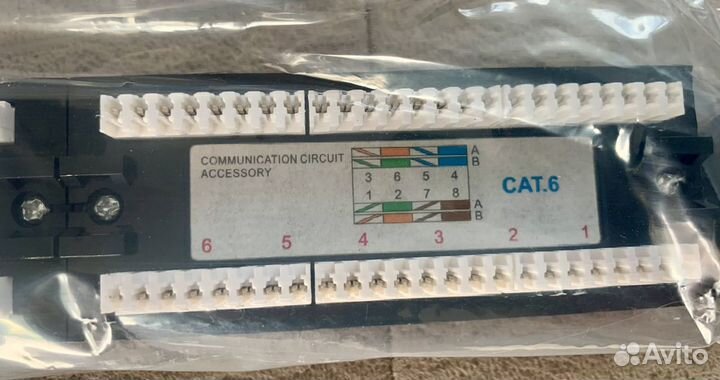 COMMUNICATION CIRCUIT
ACCESSORY
A
B
3 6 5 4
1 2 7 8
A
B
CAT.6
6 5 4 3 2 1
Avito